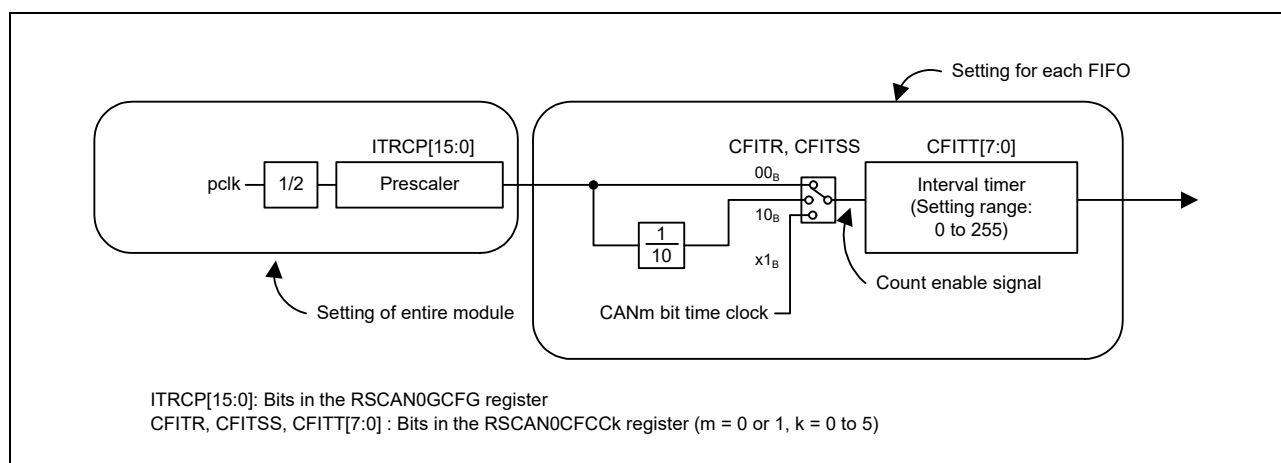 Setting for each FIFO
ITRCP[15:0]
CFITR, CFITSS
CFITT[7:0]
pclk
1/2
Prescaler
00B
10B
x1B
1
10
Interval timer
(Setting range:
0 to 255)
Count enable signal
Setting of entire module
CANm bit time clock
ITRCP[15:0]: Bits in the RSCAN0GCFG register
CFITR, CFITSS, CFITT[7:0] : Bits in the RSCAN0CFCCk register (m = 0 or 1, k = 0 to 5)